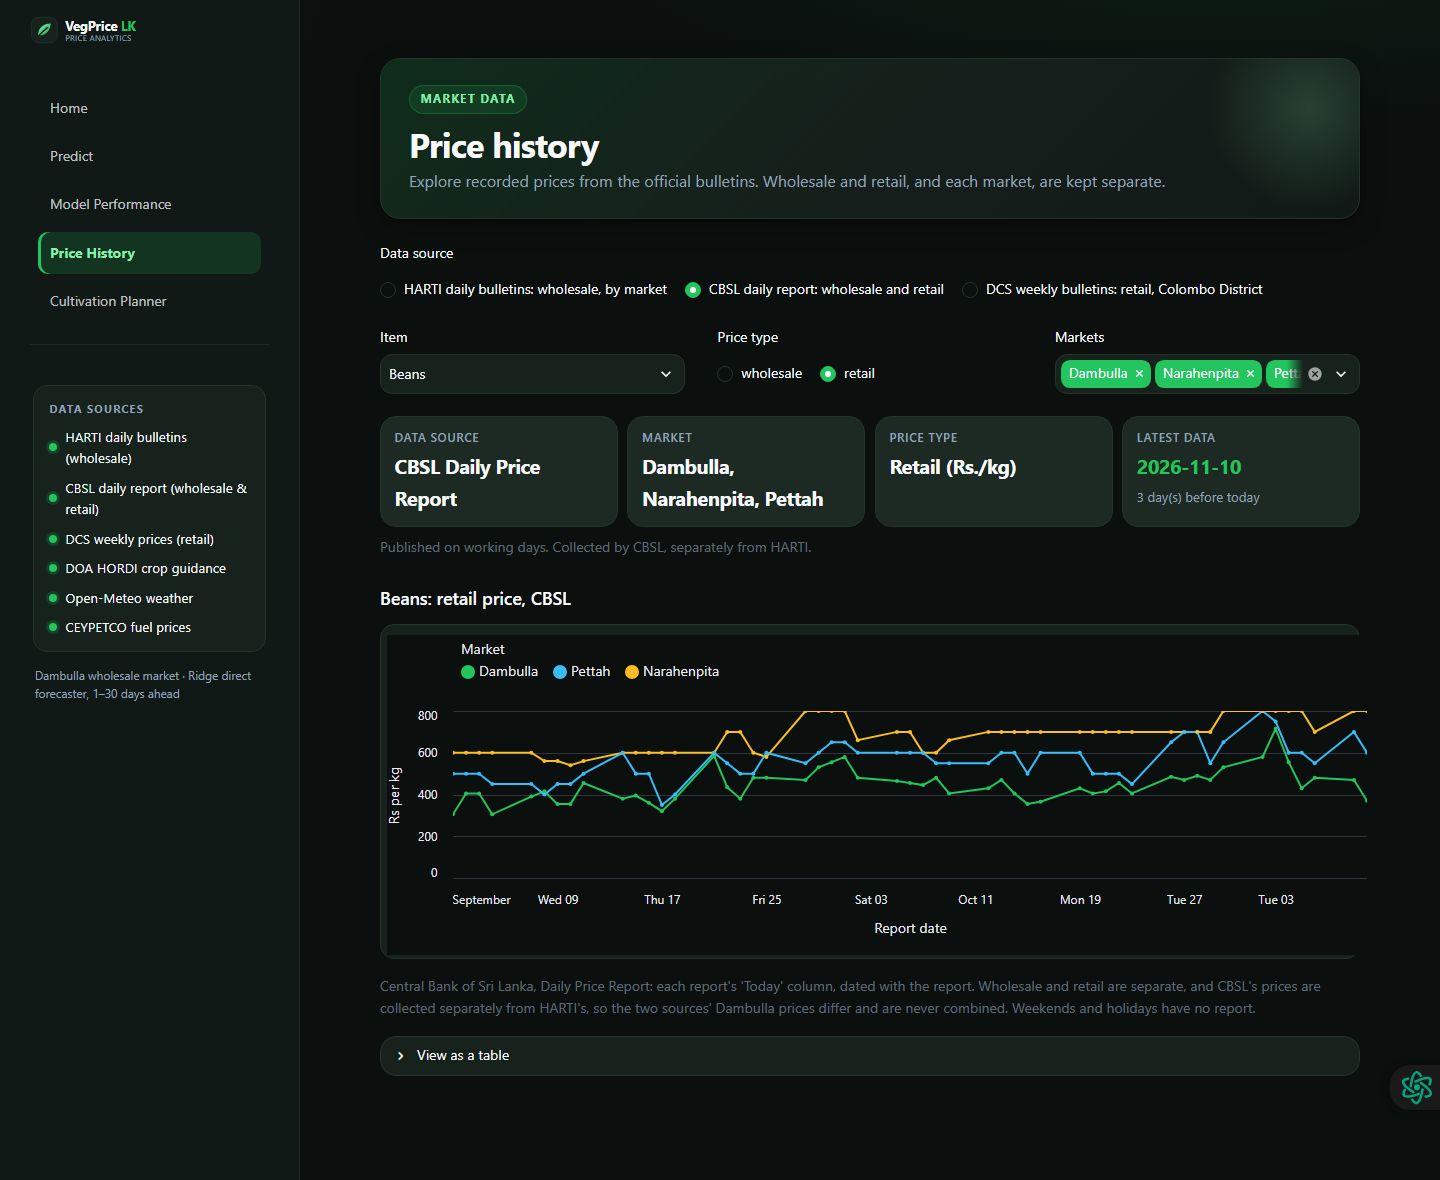 VegPrice LK
PRICE ANALYTICS
Home
Predict
Model Performance
Price History
Cultivation Planner
DATA SOURCES
HARTI daily bulletins
(wholesale)
CBSL daily report (wholesale &
retail)
DCS weekly prices (retail)
DOA HORDI crop guidance
Open-Meteo weather
CEYPETCO fuel prices
Dambulla wholesale market · Ridge direct
forecaster, 1–30 days ahead
MARKET DATA
Price history
Explore recorded prices from the official bulletins. Wholesale and retail, and each market, are kept separate.
Data source
HARTI daily bulletins: wholesale, by market
CBSL daily report: wholesale and retail
DCS weekly bulletins: retail, Colombo District
Item
Beans
Price type
wholesale
retail
Markets
Dambulla
Narahenpita
DATA SOURCE
CBSL Daily Price
Report
MARKET
Dambulla,
Narahenpita, Pettah
PRICE TYPE
Retail (Rs./kg)
LATEST DATA
2026-11-10
3 day(s) before today
Published on working days. Collected by CBSL, separately from HARTI.
Beans: retail price, CBSL
Market
Dambulla Pettah Narahenpita
Rs per kg
800
600
400
200
0
September Wed 09 Thu 17 Fri 25 Sat 03 Oct 11 Mon 19 Tue 27 Tue 03
Report date
Central Bank of Sri Lanka, Daily Price Report: each report's 'Today' column, dated with the report. Wholesale and retail are separate, and CBSL's prices are
collected separately from HARTI's, so the two sources' Dambulla prices differ and are never combined. Weekends and holidays have no report.
View as a table